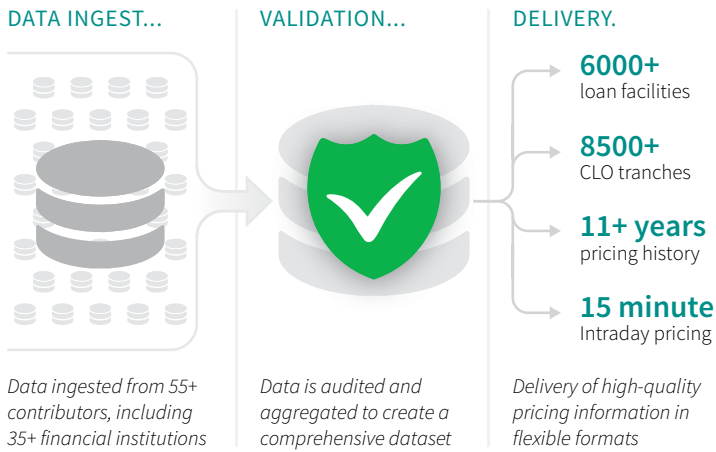 DATA INGEST...
Data ingested from 55+
contributors, including
35+ financial institutions
VALIDATION...
Data is audited and
aggregated to create a
comprehensive dataset
DELIVERY.
6000+
loan facilities
8500+
CLO tranches
11+ years
pricing history
15 minute
Intraday pricing
Delivery of high-quality
pricing information in
flexible formats